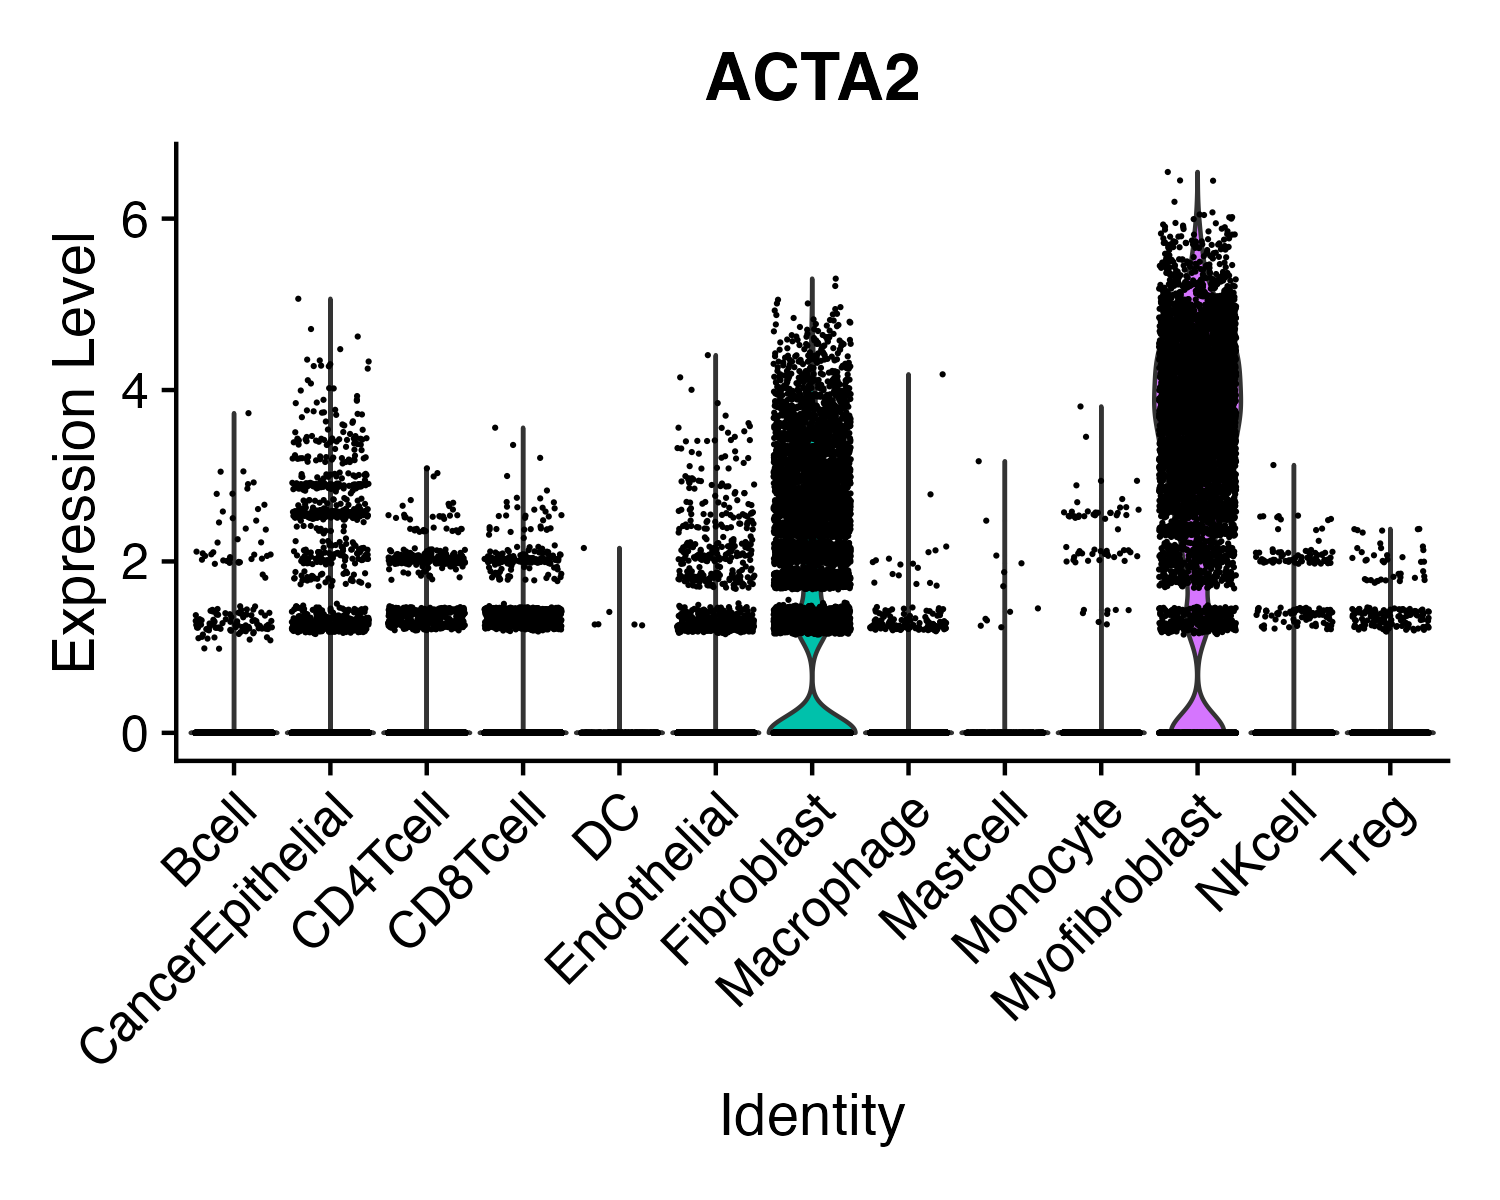 ACTA2
Expression Level
6
4
2
0
Bcell
CancerEpithelial
CD4Tcell
CD8Tcell
DC
Endothelial
Fibroblast
Macrophage
Mastcell
Monocyte
Myofibroblast
NKcell
Treg
Identity